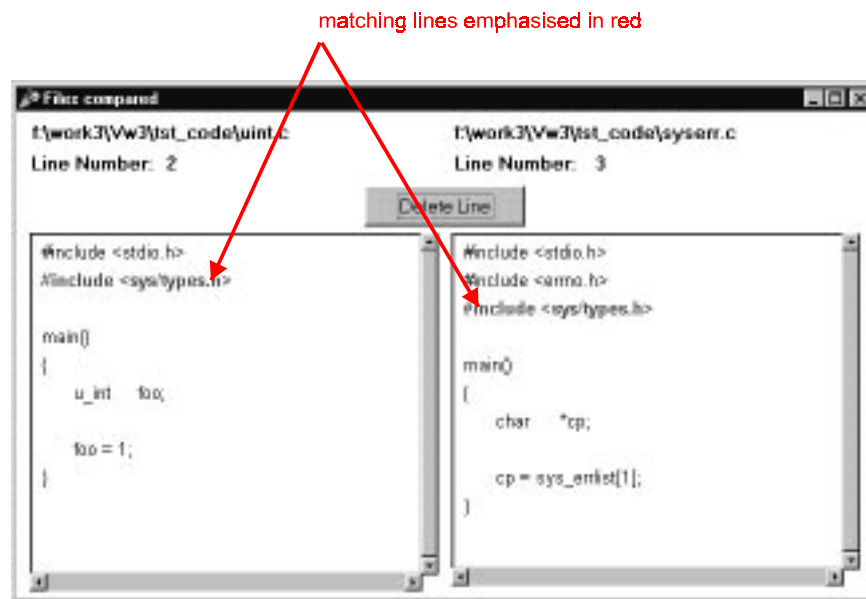 matching lines emphasised in red
Files compared
f:\work3\Vw3\tst_code\uint.c
Line Number: 2
f:\work3\Vw3\tst_code\syserr.c
Line Number: 3
Delete Line
#include <stdio.h>
#include <sys/types.h>
main()
{
u_int foo;
foo = 1;
}
#include <stdio.h>
#include <errno.h>
#include <sys/types.h>
main()
{
char *cp;
cp = sys_errlist[1];
}